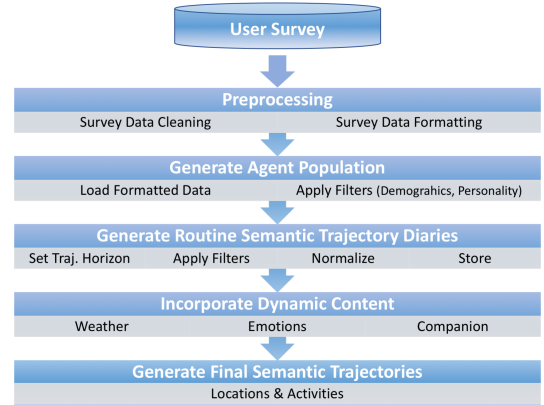 User Survey
Preprocessing
Survey Data Cleaning Survey Data Formatting
Generate Agent Population
Load Formatted Data Apply Filters (Demograhics, Personality)
Generate Routine Semantic Trajectory Diaries
Set Traj. Horizon Apply Filters Normalize Store
Incorporate Dynamic Content
Weather Emotions Companion
Generate Final Semantic Trajectories
Locations & Activities